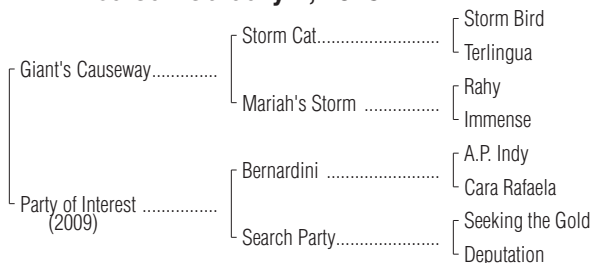 Storm Bird
Storm Cat..............................
Terlingua
Giant's Causeway..............
Rahy
Mariah's Storm ..................
Immense
A.P. Indy
Bernardini ...........................
Cara Rafaela
Party of Interest ..................
(2009)
Seeking the Gold
Search Party.........................
Deputation